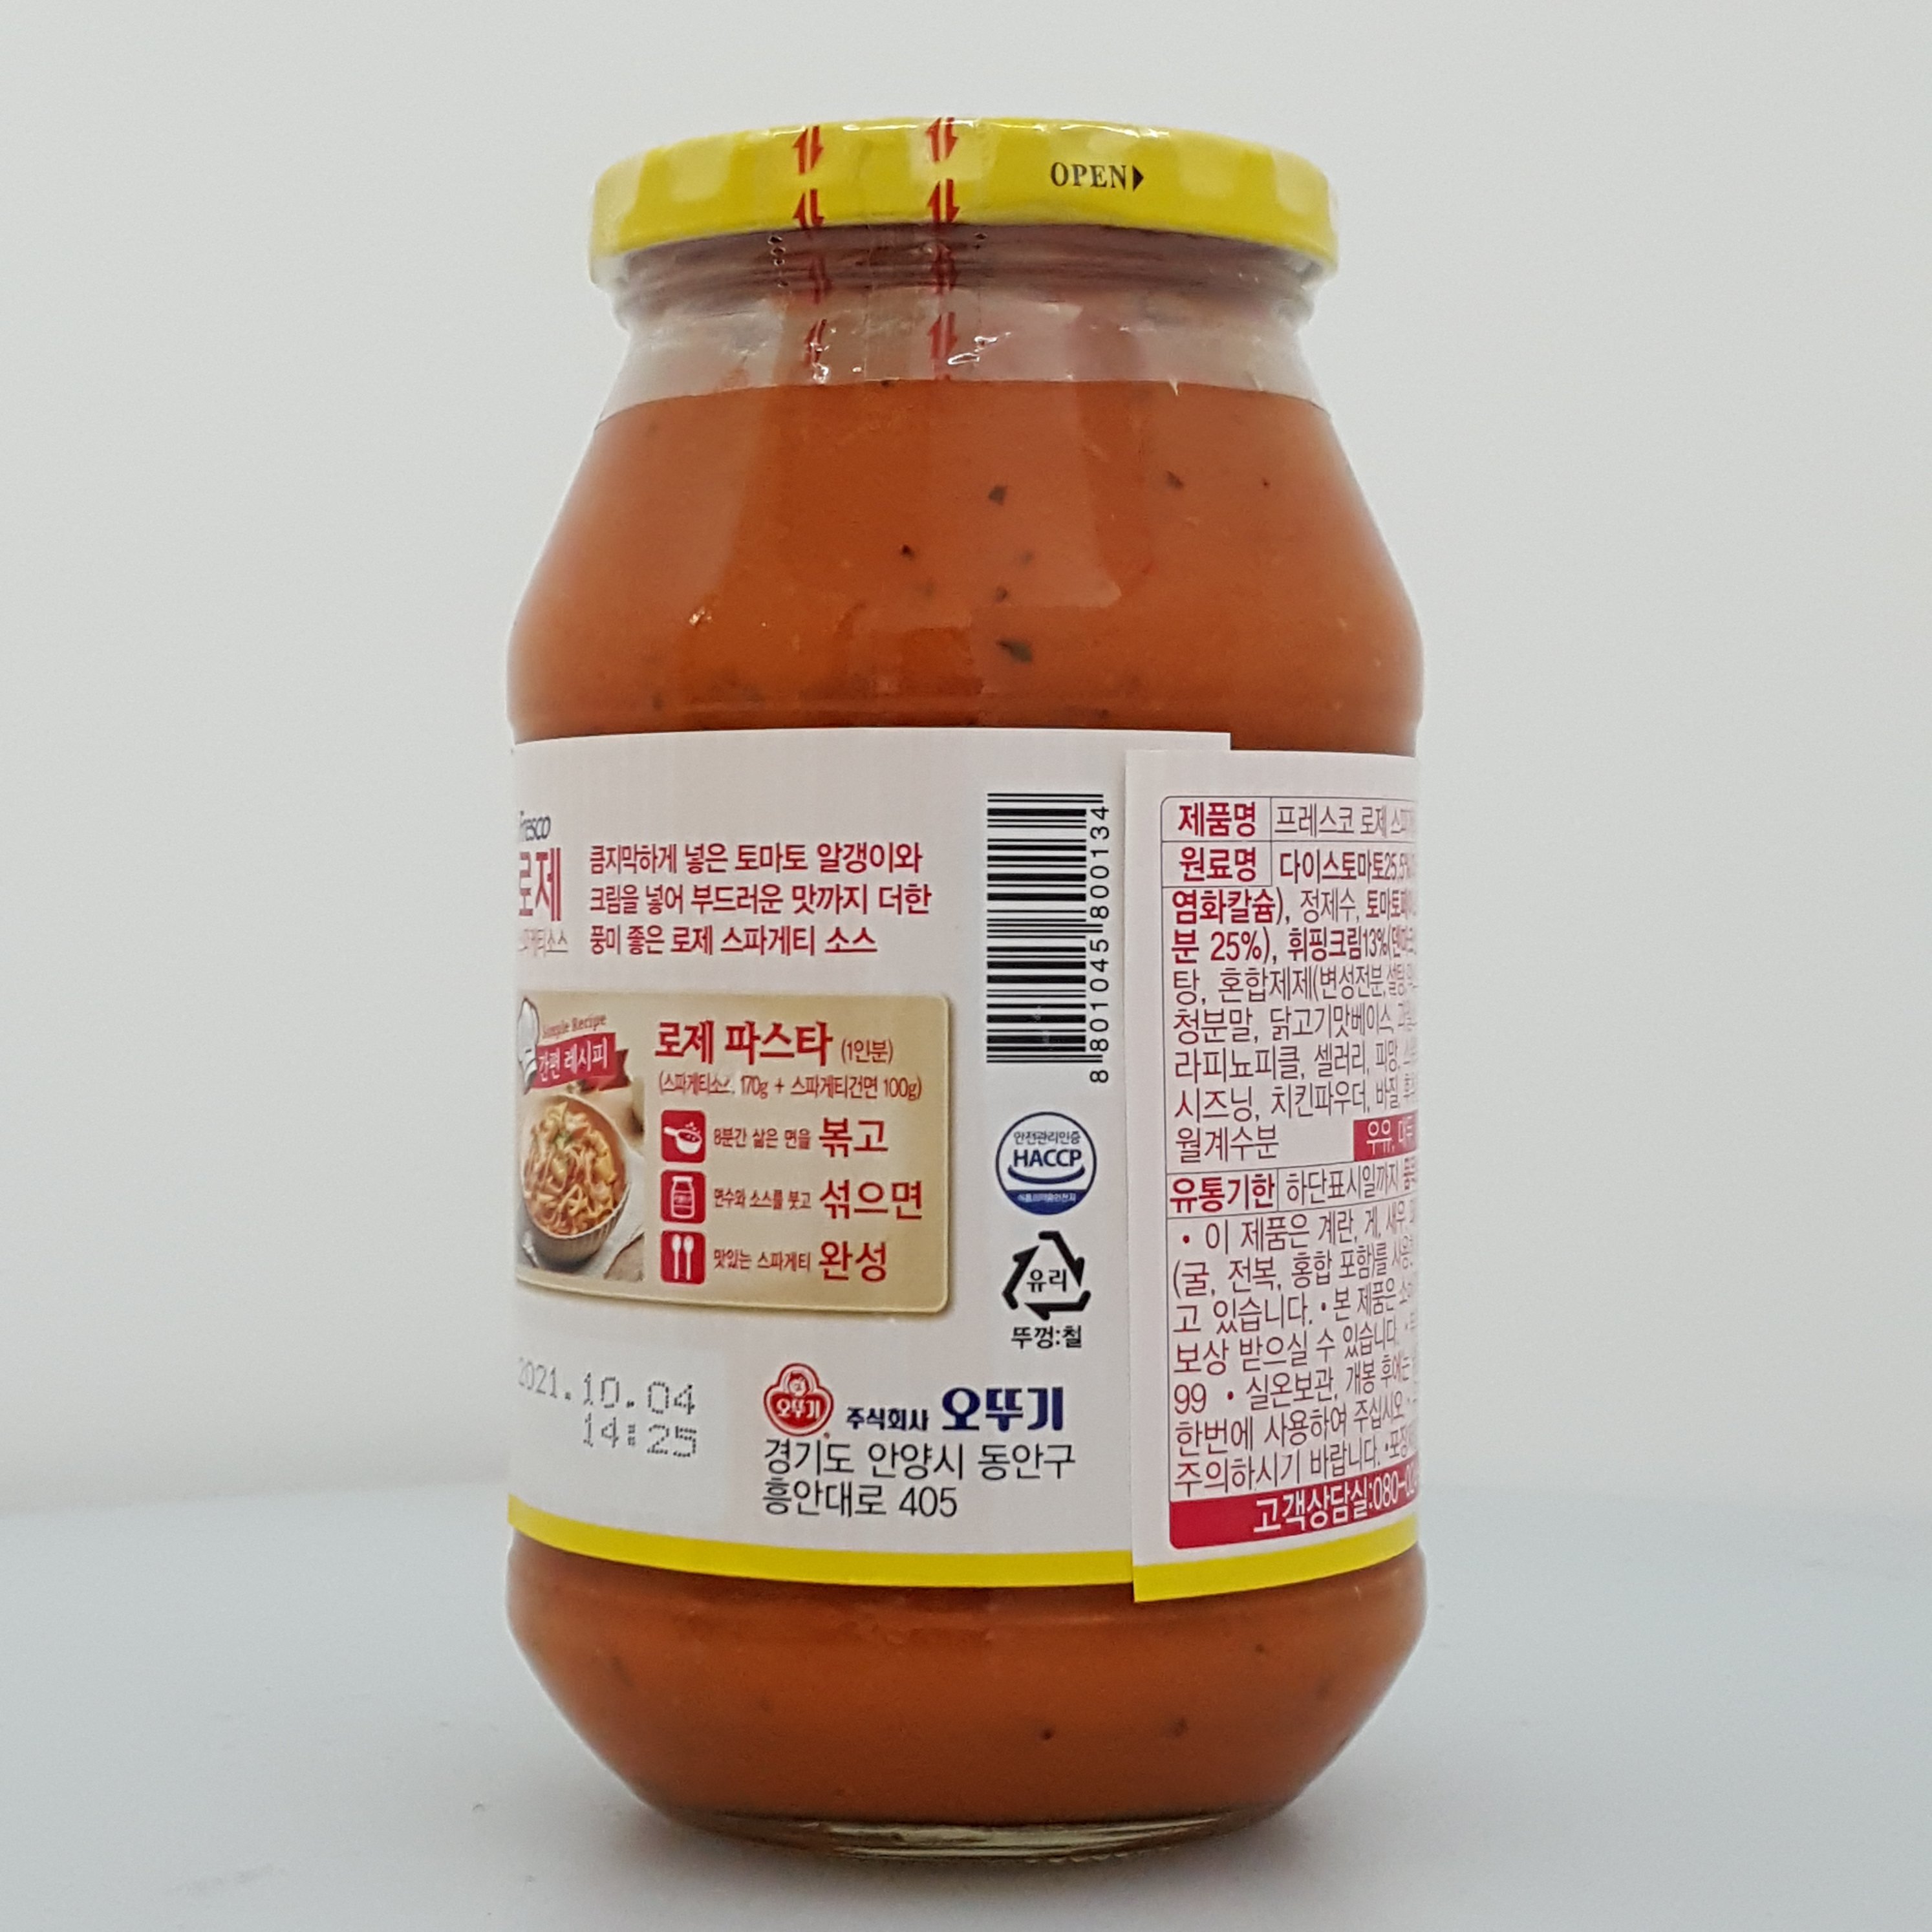 OPEN
Fresco
로제
스파게티소스
큼지막하게 넣은 토마토 알갱이와
크림을 넣어 부드러운 맛까지 더한
풍미 좋은 로제 스파게티 소스
Simple Recipe
간편 레시피
로제 파스타 (1인분)
(스파게티소스 170g + 스파게티건면 100g)
8분간 삶은 면을 볶고
면수와 소스를 붓고 섞으면
맛있는 스파게티 완성
2021.10.04
14:25
8 801045 800134
안전관리인증
HACCP
식품의약품안전처
유리
뚜껑:철
오뚜기
주식회사 오뚜기
경기도 안양시 동안구
흥안대로 405
제품명 프레스코 로제
원료명 다이스토마토25.5%
염화칼슘), 정제수,
분 25%), 휘핑크림13%
탕, 혼합제제(변성전분,
청분말, 닭고기맛베이스,
라피뇨피클, 셀러리, 피망,
시즈닝, 치킨파우더, 바질,
월계수분
우유,
유통기한 하단표시일까지
• 이 제품은 계란, 게, 새우,
(굴, 전복, 홍합 포함)를
고 있습니다. • 본 제품은
보상 받으실 수 있습니다.
99 • 실온보관, 개봉 후에는
한번에 사용하여 주십시오.
주의하시기 바랍니다.
고객상담실:080-02